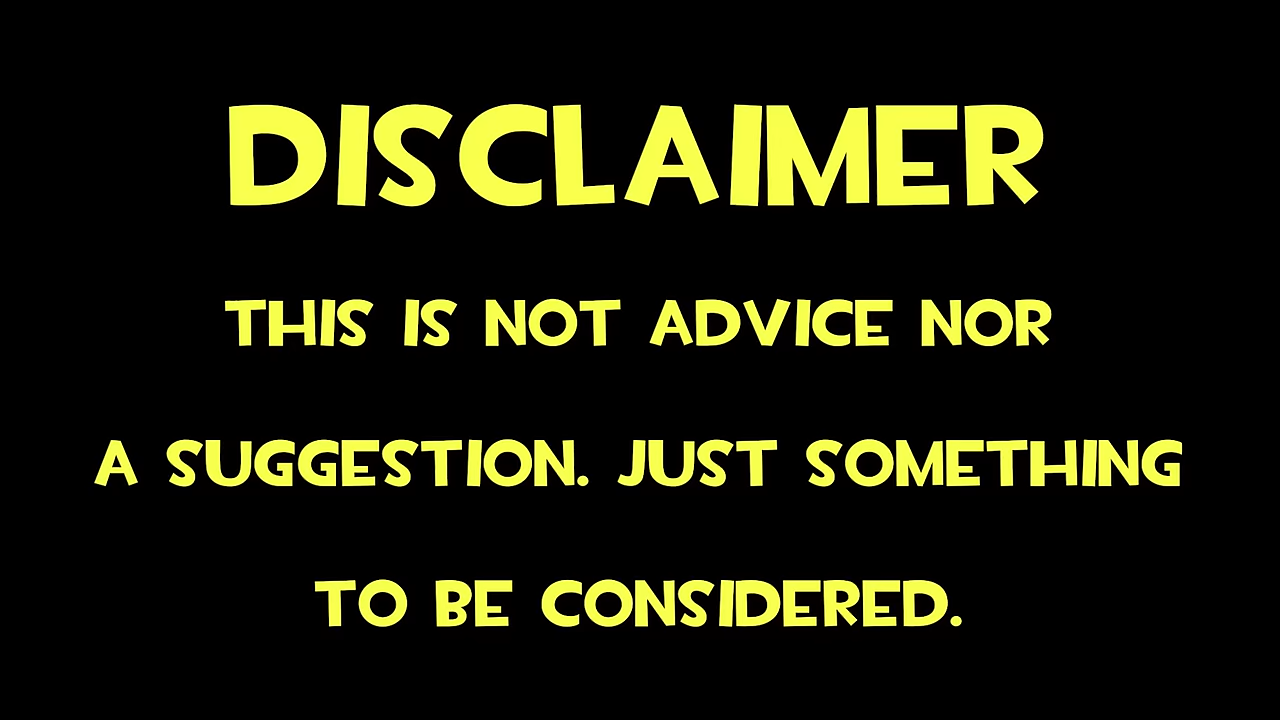 DISCLAIMER
THIS IS NOT ADVICE NOR
A SUGGESTION. JUST SOMETHING
TO BE CONSIDERED.